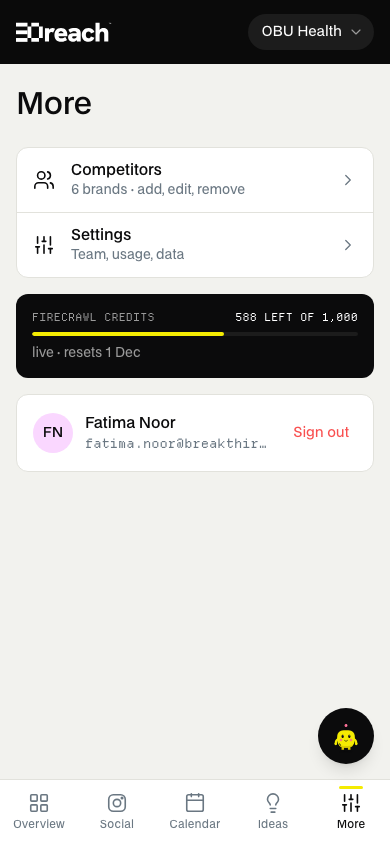 reach
OBU Health
More
Competitors
6 brands · add, edit, remove
Settings
Team, usage, data
FIRECRAWL CREDITS
588 LEFT OF 1,000
live · resets 1 Dec
FN
Fatima Noor
fatima.noor@breakthir…
Sign out
Overview
Social
Calendar
Ideas
More